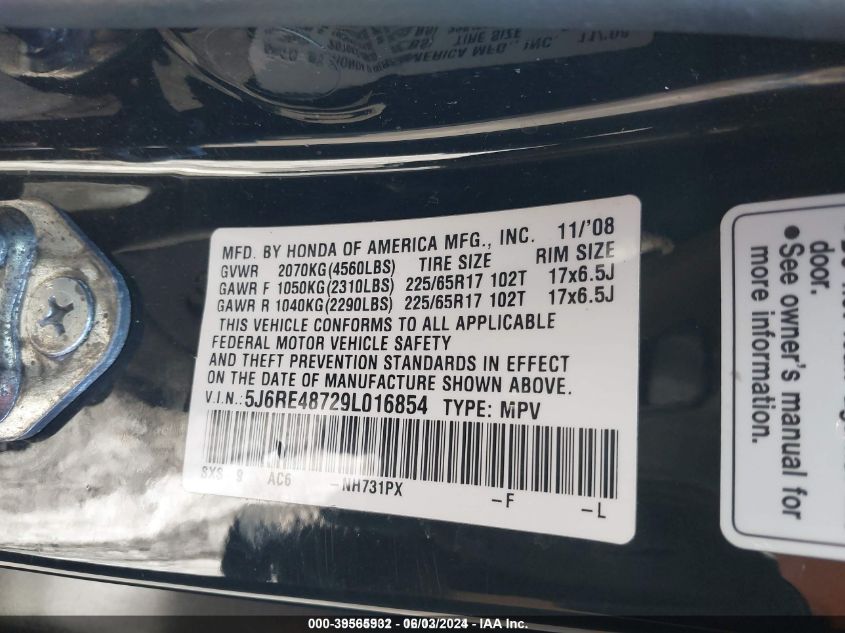 MFD. BY HONDA OF AMERICA MFG., INC. 11/'08
GVWR 2070KG(4560LBS) TIRE SIZE RIM SIZE
GAWR F 1050KG(2310LBS) 225/65R17 102T 17x6.5J
GAWR R 1040KG(2290LBS) 225/65R17 102T 17x6.5J
THIS VEHICLE CONFORMS TO ALL APPLICABLE
FEDERAL MOTOR VEHICLE SAFETY
AND THEFT PREVENTION STANDARDS IN EFFECT
ON THE DATE OF MANUFACTURE SHOWN ABOVE.
V.I.N.:5J6RE48729L016854 TYPE: MPV
SXS 9 AC6 -NH731PX -F -L
door.
●See owner's manual for
more information.
000-39565932 - 06/03/2024 - IAAI, Inc.